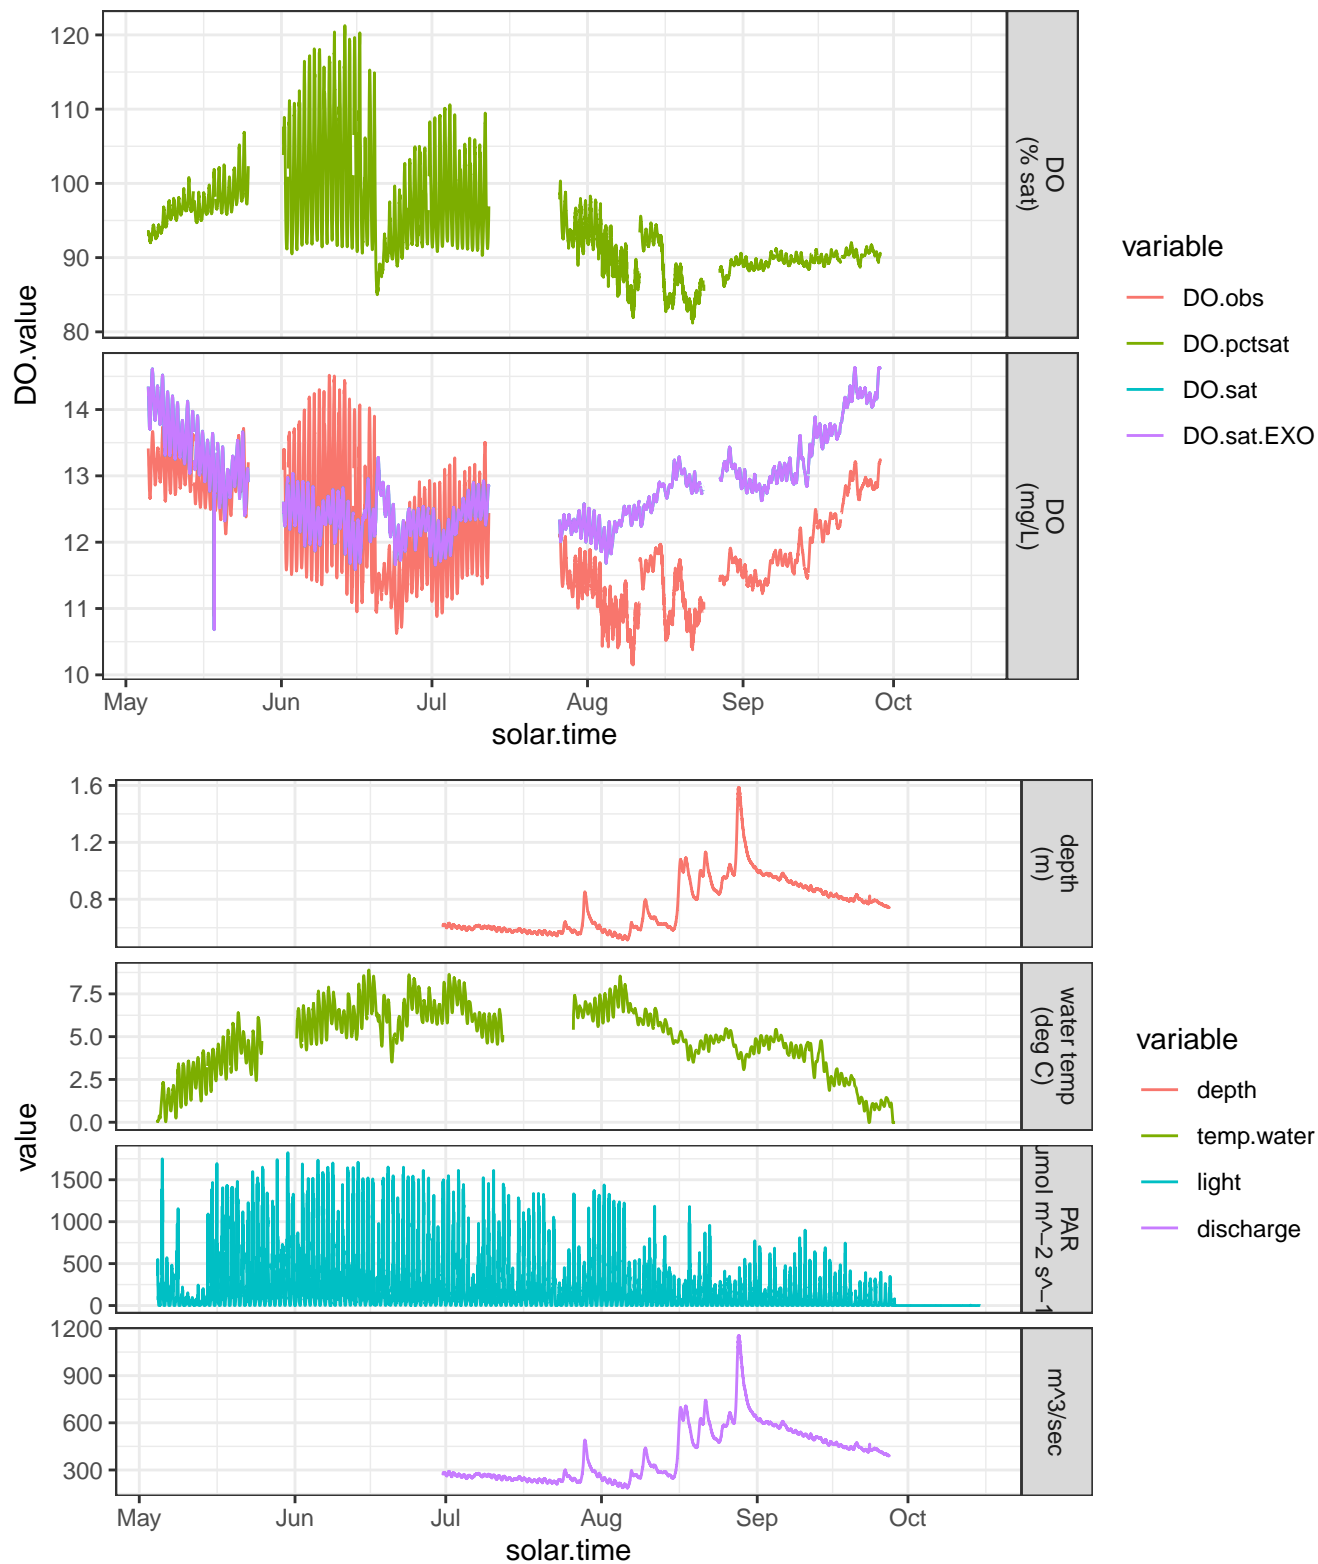 120
110
100
90
80
DO
(% sat)
14
13
12
11
10
DO
(mg/L)
DO.value
May Jun Jul Aug Sep Oct
solar.time
variable
DO.obs
DO.pctsat
DO.sat
DO.sat.EXO
1.6
1.2
0.8
depth
(m)
7.5
5.0
2.5
0.0
water temp
(deg C)
1500
1000
500
0
PAR
umol m^-2 s^-1
1200
900
600
300
m^3/sec
value
May Jun Jul Aug Sep Oct
solar.time
variable
depth
temp.water
light
discharge